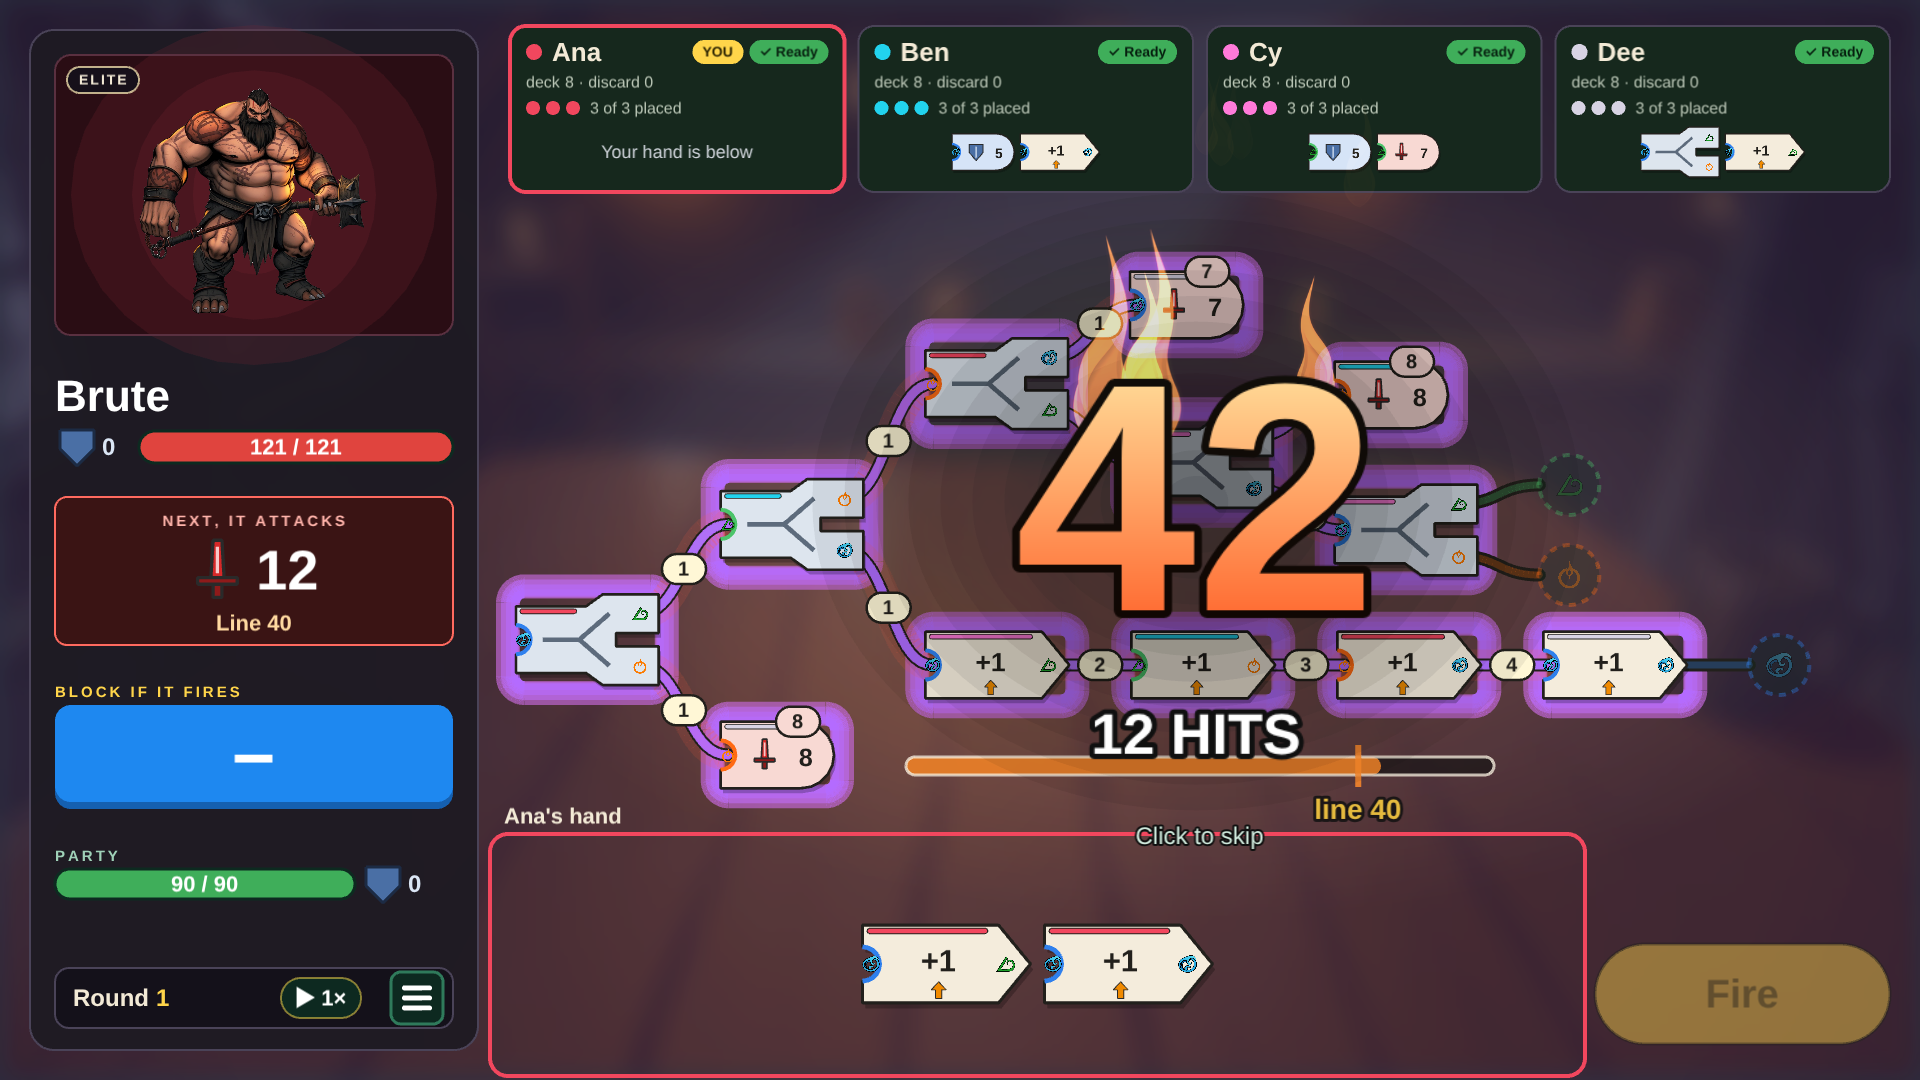 ELITE
Brute
0
121 / 121
NEXT, IT ATTACKS
12
Line 40
BLOCK IF IT FIRES
–
PARTY
90 / 90
0
Round 1
1×
Ana
YOU
✓ Ready
deck 8 · discard 0
3 of 3 placed
Your hand is below
Ben
✓ Ready
deck 8 · discard 0
3 of 3 placed
5
+1
Cy
✓ Ready
deck 8 · discard 0
3 of 3 placed
5
7
Dee
✓ Ready
deck 8 · discard 0
3 of 3 placed
+1
7
7
1
8
8
1
1
1
1
8
8
42
+1
2
+1
3
+1
4
+1
12 HITS
line 40
Click to skip
Ana's hand
+1
+1
Fire